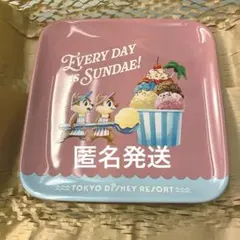 EVERY DAY
IS SUNDAE!
匿名発送
TOKYO DISNEY RESORT